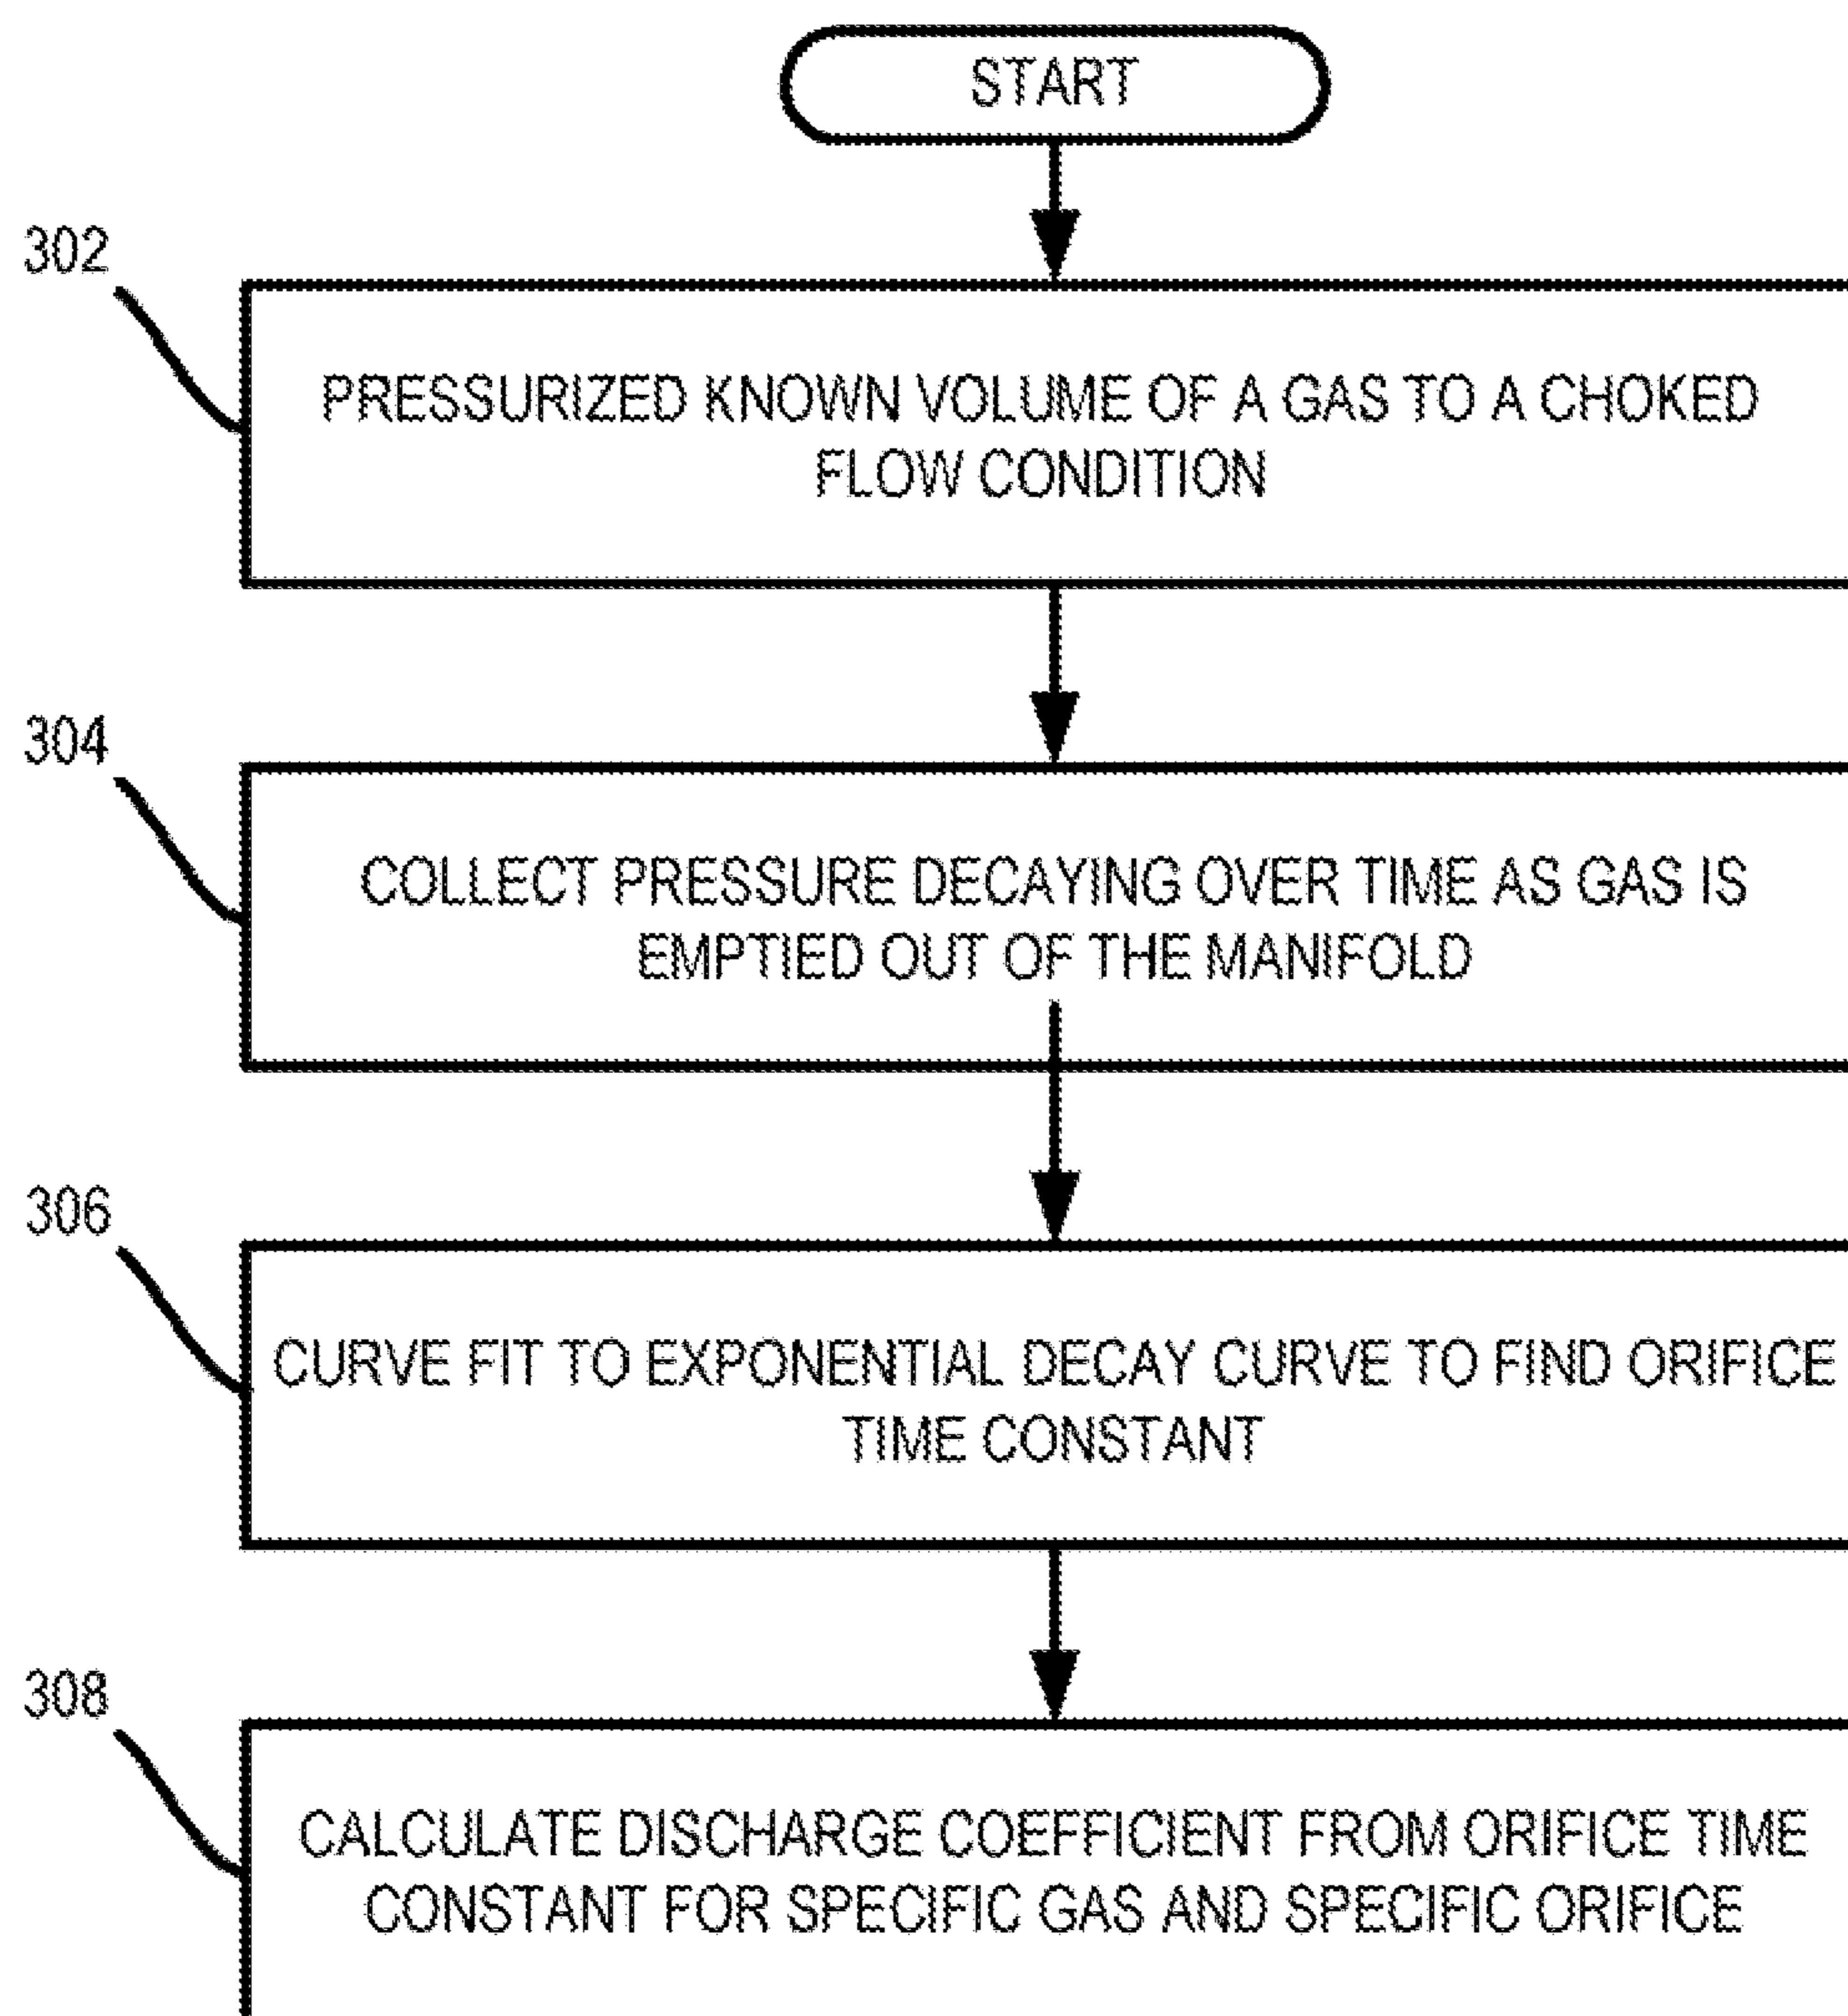 START
302
PRESSURIZED KNOWN VOLUME OF A GAS TO A CHOKED
FLOW CONDITION
304
COLLECT PRESSURE DECAYING OVER TIME AS GAS IS
EMPTIED OUT OF THE MANIFOLD
306
CURVE FIT TO EXPONENTIAL DECAY CURVE TO FIND ORIFICE
TIME CONSTANT
308
CALCULATE DISCHARGE COEFFICIENT FROM ORIFICE TIME
CONSTANT FOR SPECIFIC GAS AND SPECIFIC ORIFICE